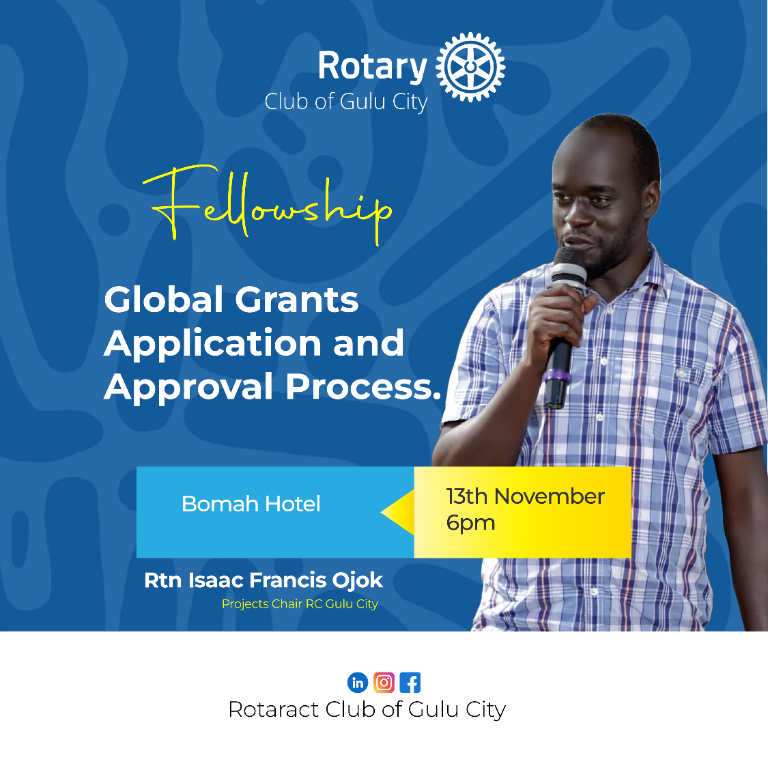 Rotary
Club of Gulu City
Fellowship
Global Grants
Application and
Approval Process.
Bomah Hotel
13th November
6pm
Rtn Isaac Francis Ojok
Projects Chair RC Gulu City
in
Rotaract Club of Gulu City